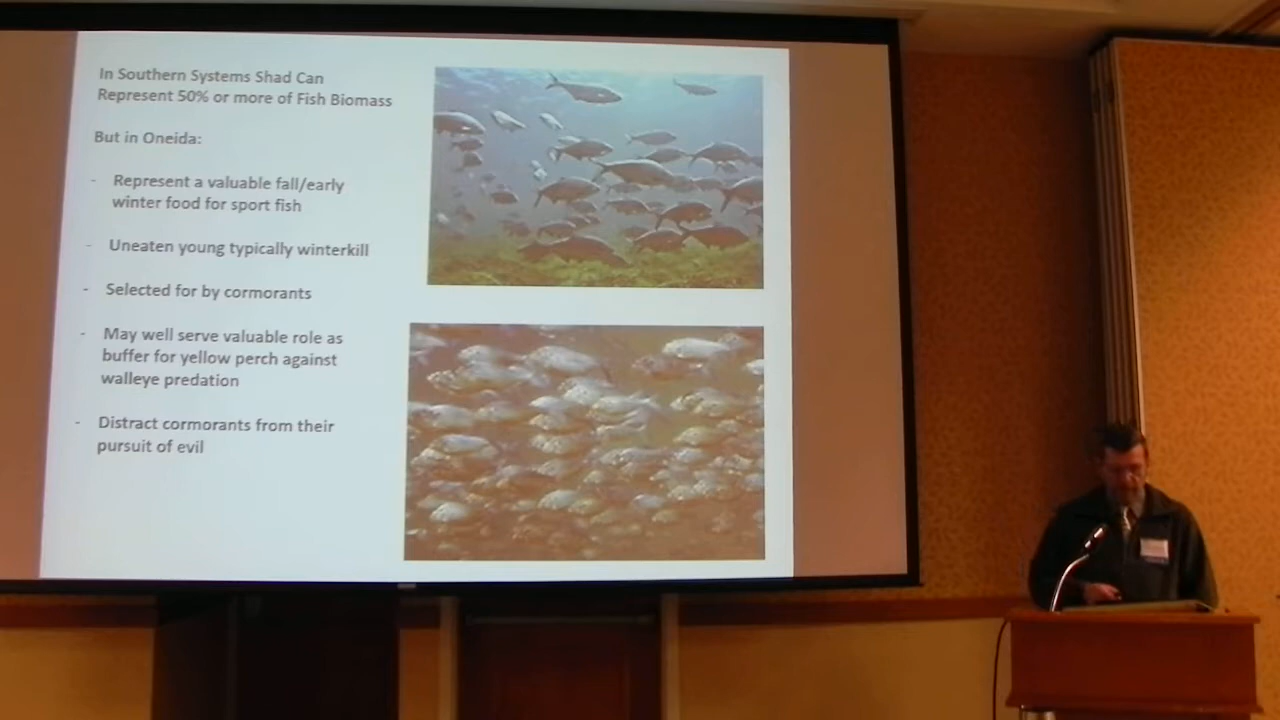 In Southern Systems Shad Can
Represent 50% or more of Fish Biomass
But in Oneida:
- Represent a valuable fall/early
winter food for sport fish
- Uneaten young typically winterkill
- Selected for by cormorants
- May well serve valuable role as
buffer for yellow perch against
walleye predation
- Distract cormorants from their
pursuit of evil